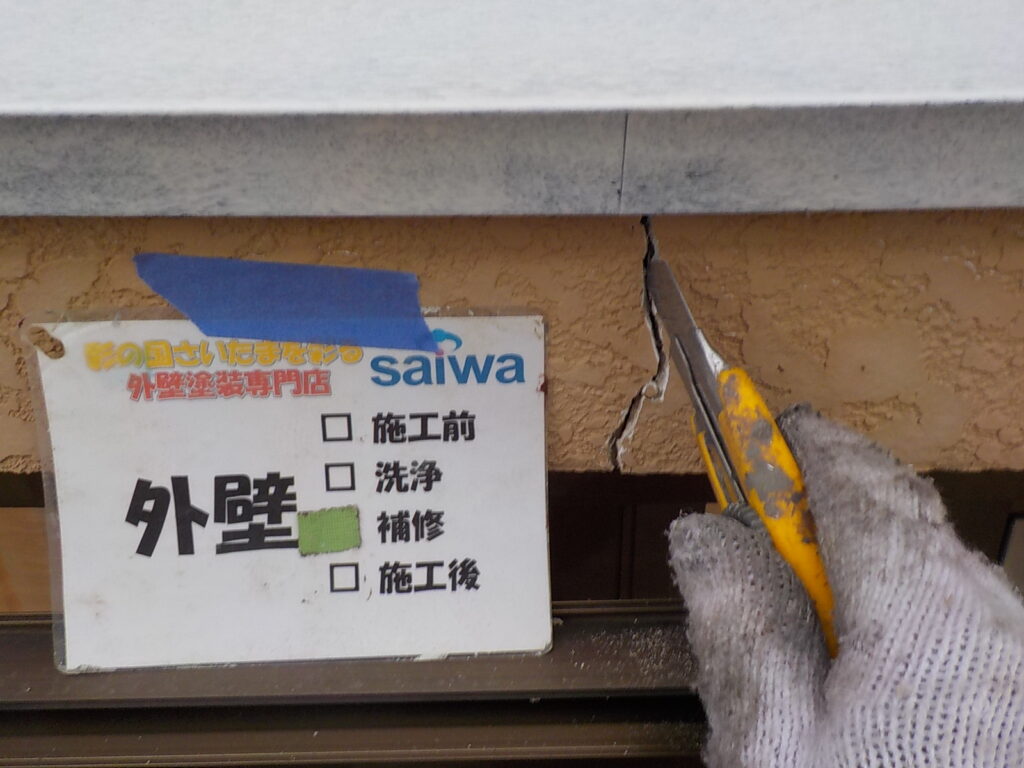 彩の国さいたまを彩る
外壁塗装専門店
saiwa
外壁
施工前
洗浄
補修
施工後